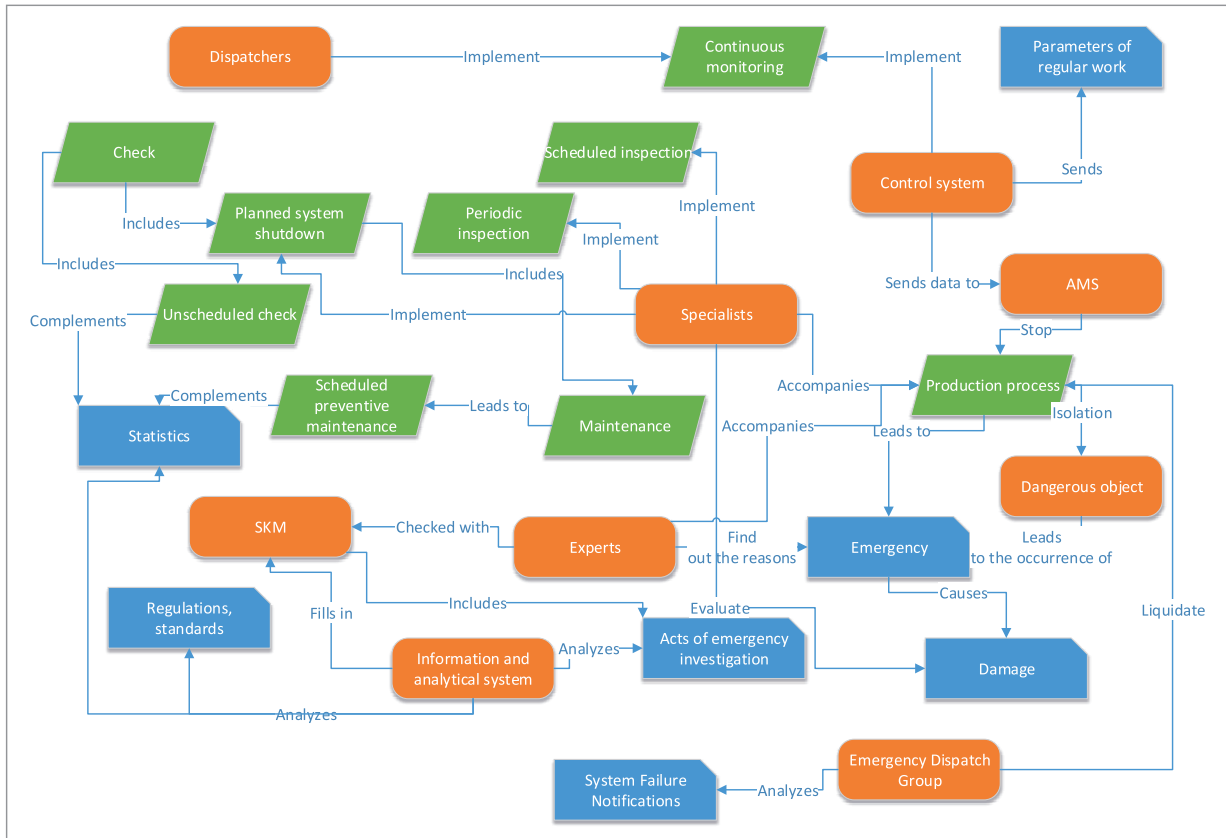 Dispatchers
Implement
Continuous
monitoring
Implement
Parameters of
regular work
Check
Scheduled inspection
Control system
Sends
Includes
Planned system
shutdown
Periodic
inspection
Implement
Implement
Includes
Includes
Sends data to
AMS
Complements
Unscheduled check
Implement
Specialists
Stop
Complements
Scheduled
preventive
maintenance
Leads to
Maintenance
Accompanies
Production process
Statistics
Accompanies
Leads to
Isolation
Dangerous object
SKM
Checked with
Experts
Find
out the reasons
Emergency
Leads
to the occurrence of
Regulations,
standards
Fills in
Includes
Evaluate
Causes
Liquidate
Information and
analytical system
Analyzes
Acts of emergency
investigation
Damage
Analyzes
System Failure
Notifications
Analyzes
Emergency Dispatch
Group